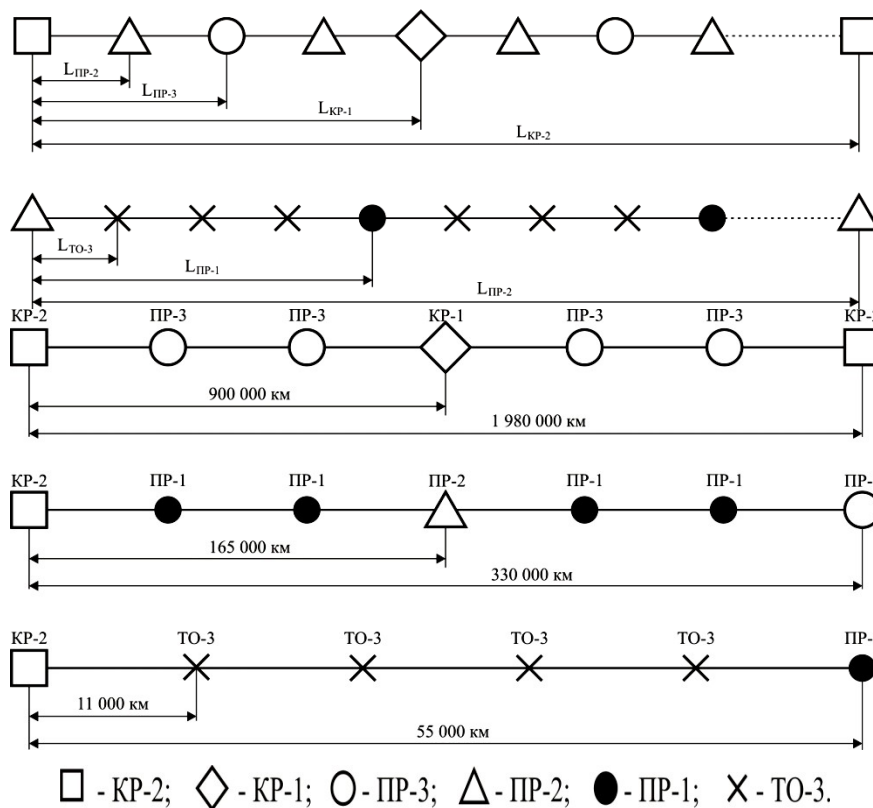 LПР-2
LПР-3
LКР-1
LКР-2
LТО-3
LПР-1
LПР-2
КР-2 ПР-3 ПР-3 КР-1 ПР-3 ПР-3 КР-2
900 000 км
1 980 000 км
КР-2 ПР-1 ПР-1 ПР-2 ПР-1 ПР-1 ПР-
165 000 км
330 000 км
КР-2 ТО-3 ТО-3 ТО-3 ТО-3 ПР-
11 000 км
55 000 км
- КР-2; - КР-1; - ПР-3; - ПР-2; - ПР-1; - ТО-3.